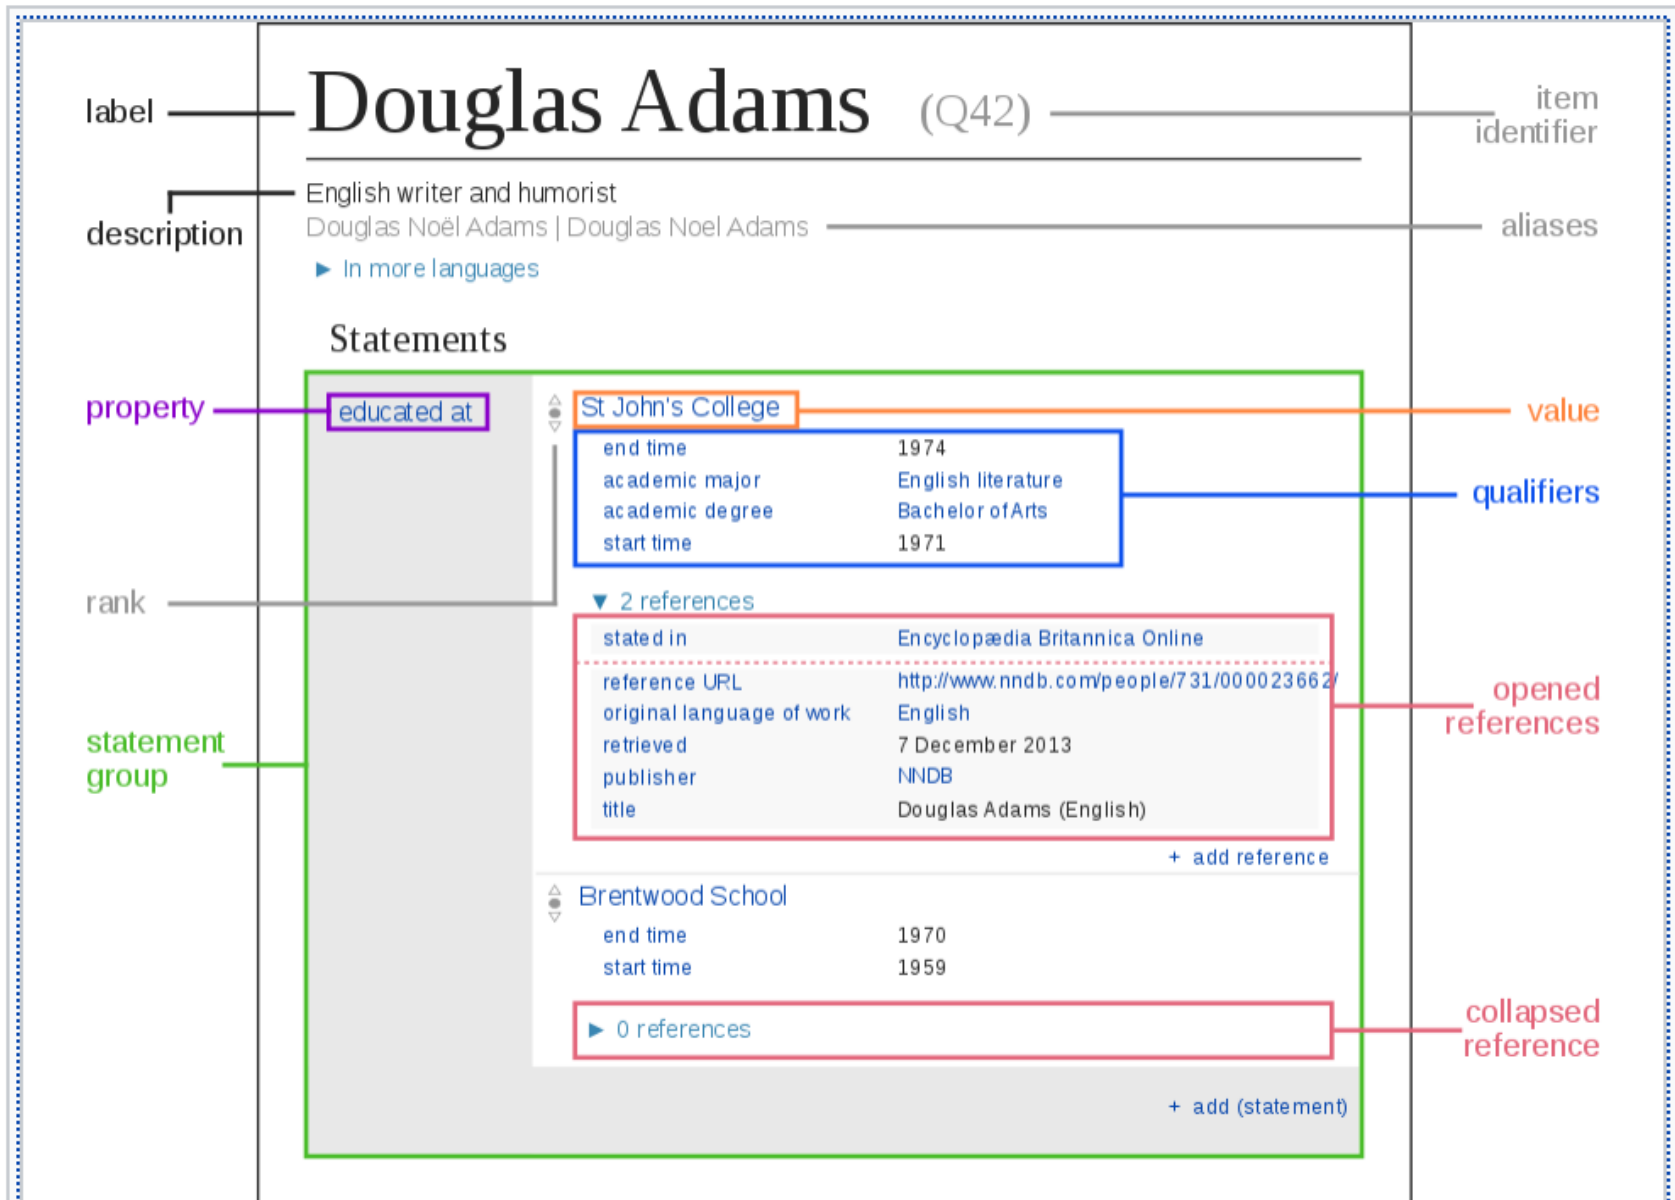 label
Douglas Adams (Q42)
item
identifier
English writer and humorist
description
Douglas Noël Adams | Douglas Noel Adams
aliases
► In more languages
Statements
property
educated at
St John's College
value
end time 1974
academic major English literature
academic degree Bachelor of Arts
start time 1971
qualifiers
rank
▼ 2 references
stated in Encyclopædia Britannica Online
reference URL http://www.nndb.com/people/731/000023662/
original language of work English
retrieved 7 December 2013
publisher NNDB
title Douglas Adams (English)
opened
references
statement
group
+ add reference
Brentwood School
end time 1970
start time 1959
► 0 references
collapsed
reference
+ add (statement)